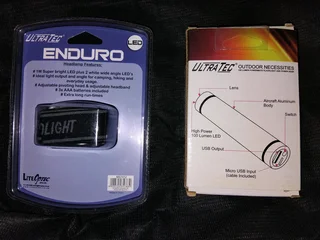 ULTRATEC
LED
ENDURO
Headlamp Features:
1W Super bright LED plus 2 white wide angle LED's
Ideal light output and angle for camping, hiking and
everyday usage.
Adjustable pivoting head & adjustable headband
3x AAA batteries included
Extra long run-times
DLIGHT
LITEOPTEC
ULTRATEC
OUTDOOR NECESSITIES
Lens
Aircraft Aluminum
Body
Switch
High Power
100 Lumen LED
USB Output
Micro USB Input
(cable Included)